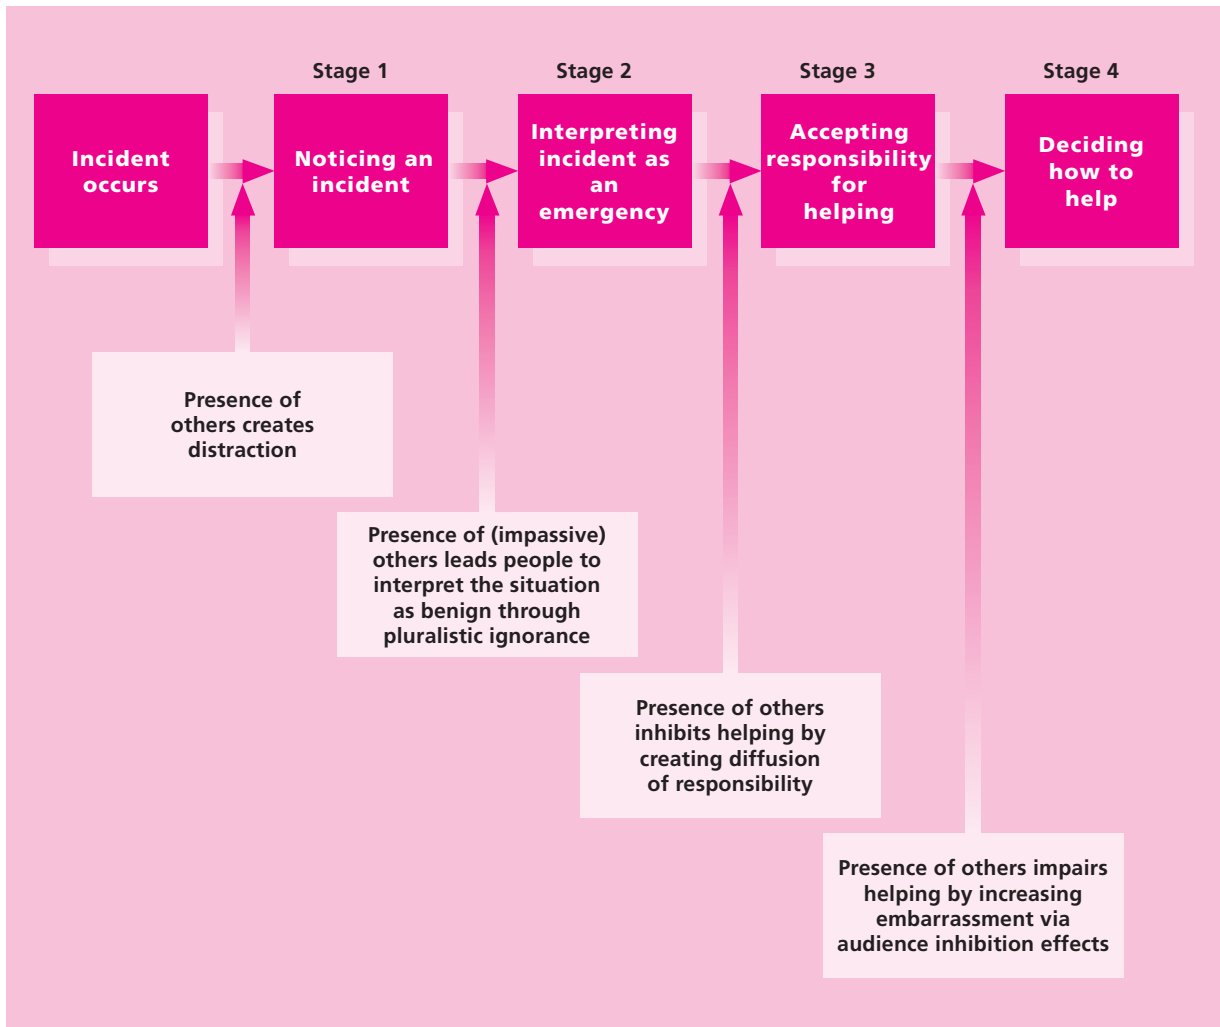 Stage 1
Stage 2
Stage 3
Stage 4
Incident
occurs
Noticing an
incident
Interpreting
incident as
an
emergency
Accepting
responsibility
for
helping
Deciding
how to
help
Presence of
others creates
distraction
Presence of (impassive)
others leads people to
interpret the situation
as benign through
pluralistic ignorance
Presence of others
inhibits helping by
creating diffusion
of responsibility
Presence of others impairs
helping by increasing
embarrassment via
audience inhibition effects